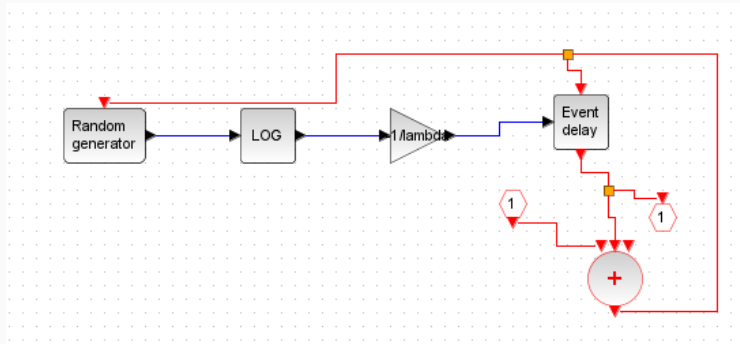 Random
generator
LOG
1/lambda
Event
delay
1
1
+